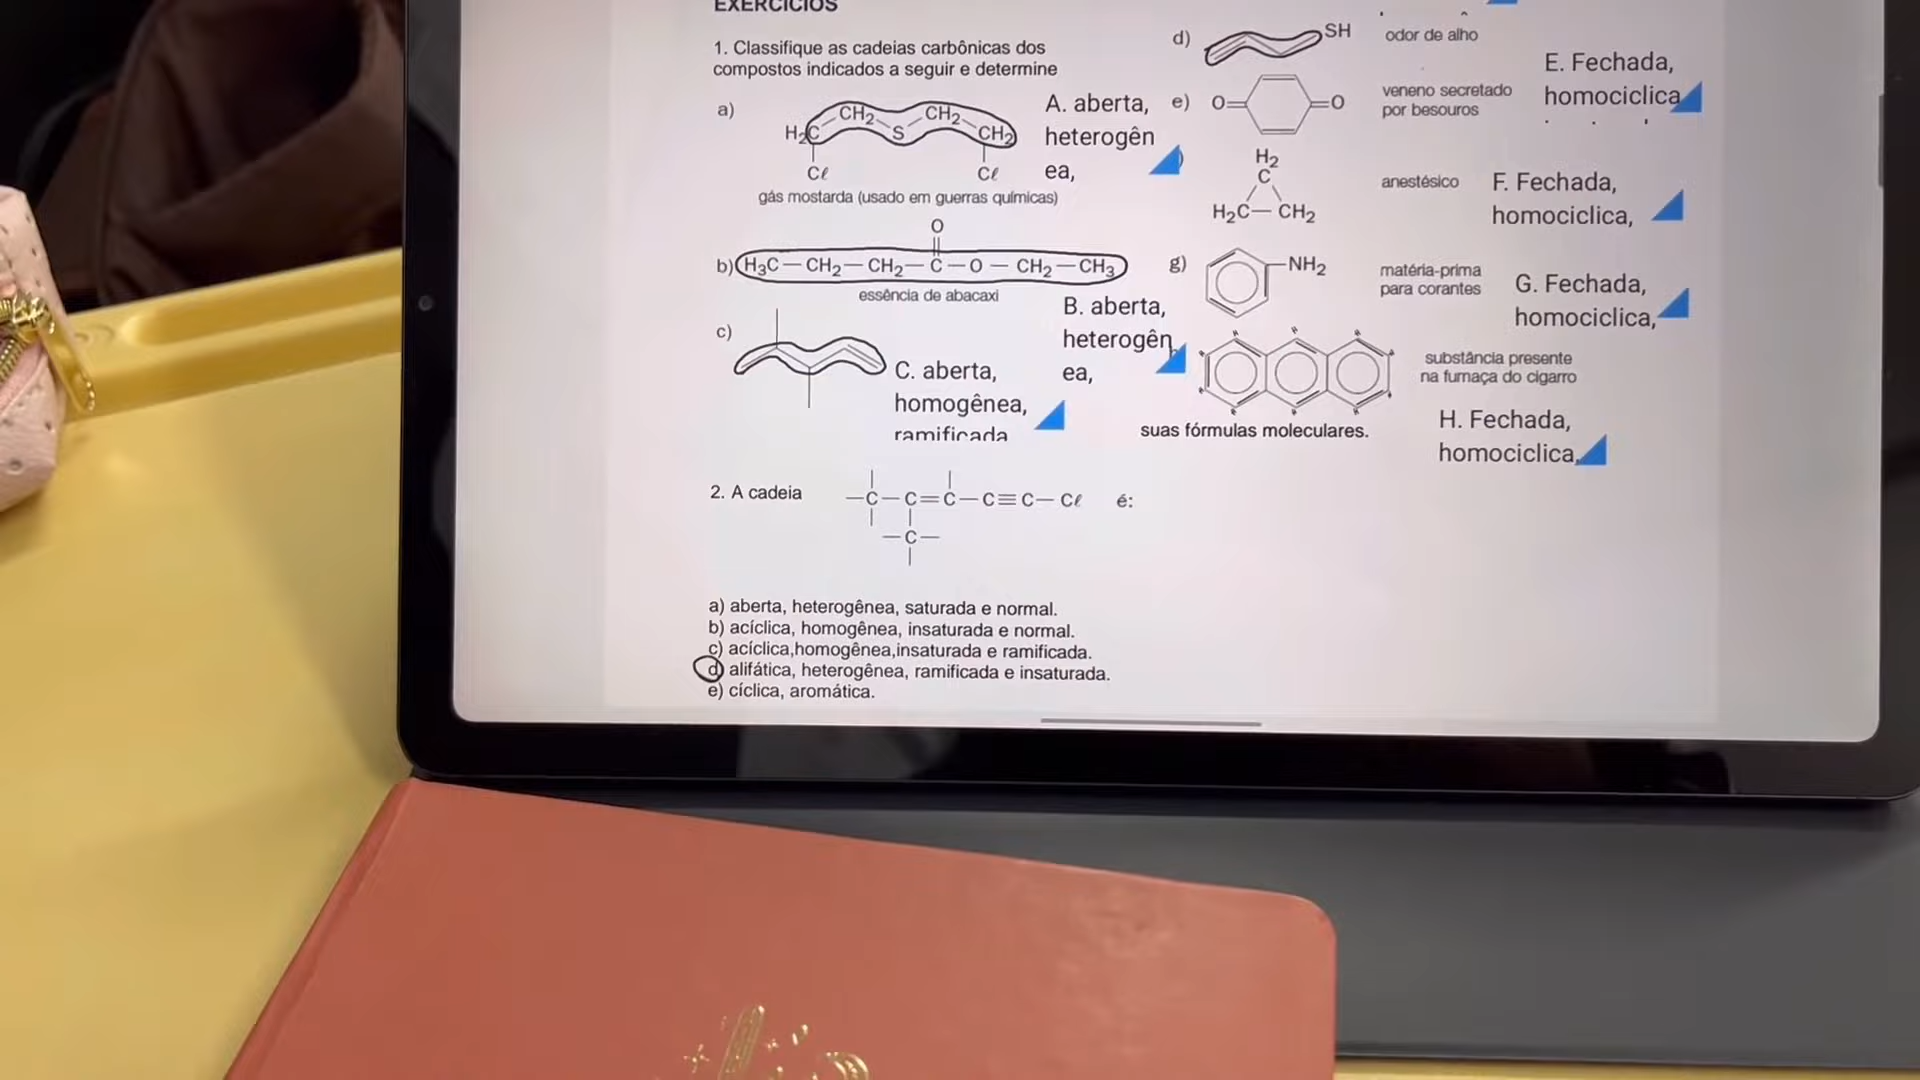 EXERCÍCIOS
1. Classifique as cadeias carbônicas dos
compostos indicados a seguir e determine
a)
CH2 CH2
H2C S CH2
Cℓ Cℓ
gás mostarda (usado em guerras químicas)
A. aberta,
heterogên
ea,
O
b) H3C — CH2 — CH2 — C — O — CH2 — CH3
essência de abacaxi
B. aberta,
heterogên
ea,
c)
C. aberta,
homogênea,
ramificada
d) SH odor de alho
e) O= =O
veneno secretado
por besouros
E. Fechada,
homociclica
H2
C
H2C — CH2
anestésico
F. Fechada,
homociclica,
g) —NH2
matéria-prima
para corantes
G. Fechada,
homociclica,
substância presente
na fumaça do cigarro
H. Fechada,
homociclica,
suas fórmulas moleculares.
2. A cadeia —C—C=C—C≡C—Cℓ é:
—C—
a) aberta, heterogênea, saturada e normal.
b) acíclica, homogênea, insaturada e normal.
c) acíclica,homogênea,insaturada e ramificada.
d) alifática, heterogênea, ramificada e insaturada.
e) cíclica, aromática.